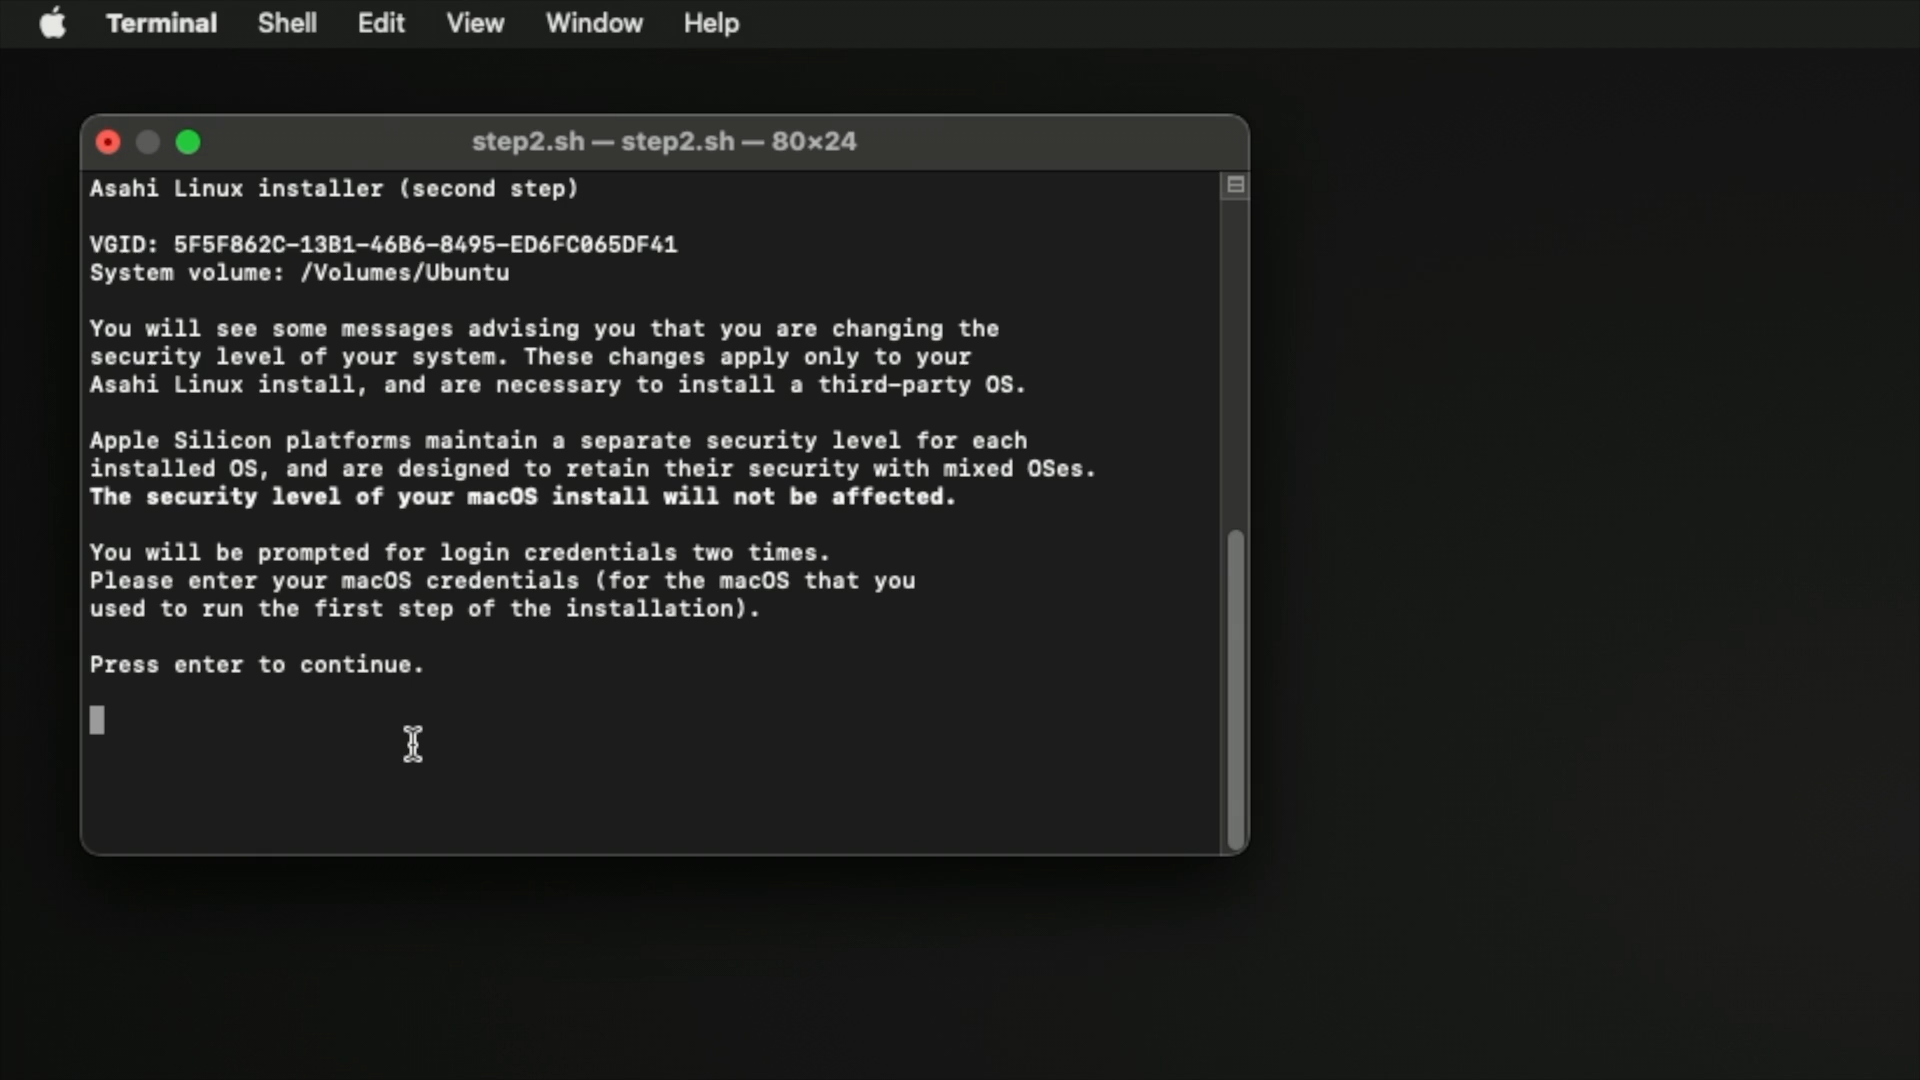 Terminal Shell Edit View Window Help
step2.sh — step2.sh — 80×24
Asahi Linux installer (second step)
VGID: 5F5F862C-13B1-46B6-8495-ED6FC065DF41
System volume: /Volumes/Ubuntu
You will see some messages advising you that you are changing the
security level of your system. These changes apply only to your
Asahi Linux install, and are necessary to install a third-party OS.
Apple Silicon platforms maintain a separate security level for each
installed OS, and are designed to retain their security with mixed OSes.
The security level of your macOS install will not be affected.
You will be prompted for login credentials two times.
Please enter your macOS credentials (for the macOS that you
used to run the first step of the installation).
Press enter to continue.